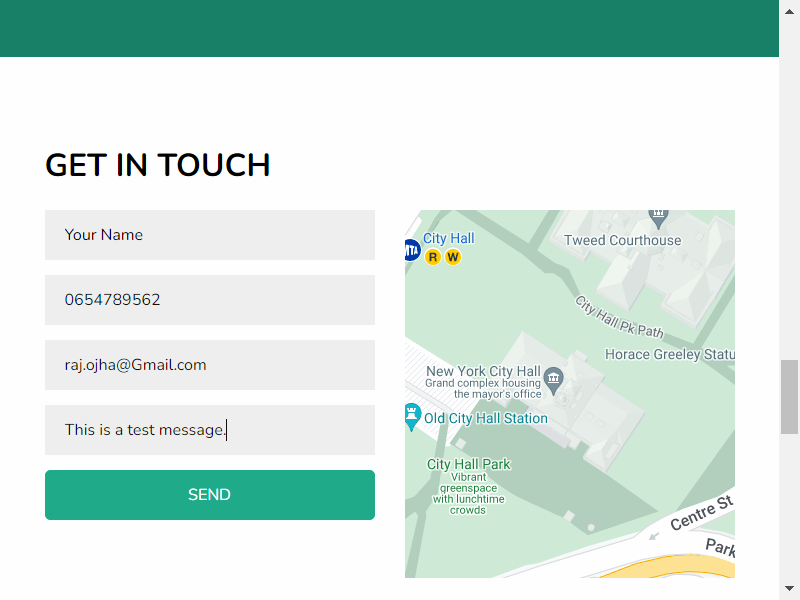 GET IN TOUCH
Your Name
0654789562
raj.ojha@Gmail.com
This is a test message.
SEND
City Hall
R W
Tweed Courthouse
City Hall Pk Path
Horace Greeley Statu
New York City Hall
Grand complex housing
the mayor's office
Old City Hall Station
City Hall Park
Vibrant
greenspace
with lunchtime
crowds
Centre St
Park